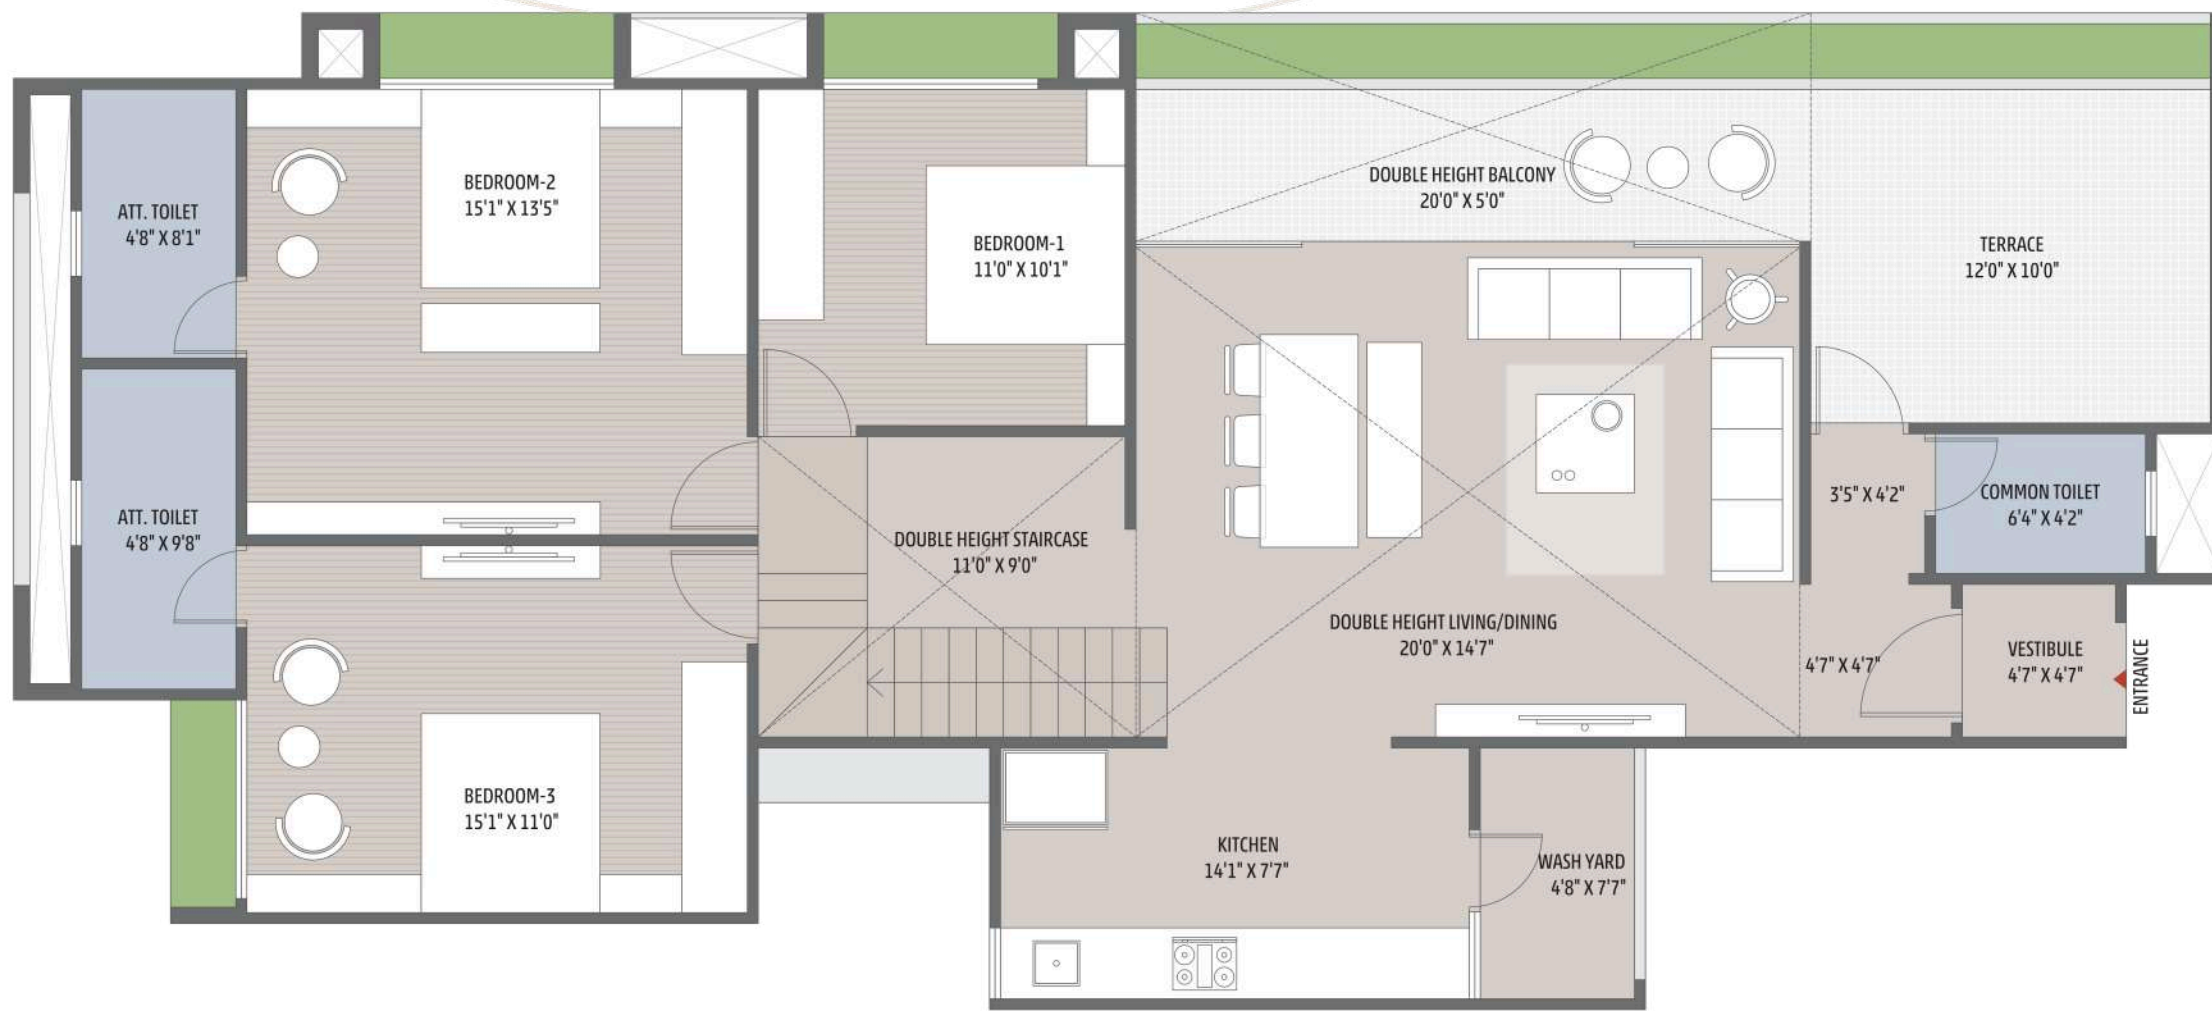 BEDROOM-2
15'1" X 13'5"
ATT. TOILET
4'8" X 8'1"
BEDROOM-1
11'0" X 10'1"
DOUBLE HEIGHT BALCONY
20'0" X 5'0"
TERRACE
12'0" X 10'0"
ATT. TOILET
4'8" X 9'8"
DOUBLE HEIGHT STAIRCASE
11'0" X 9'0"
3'5" X 4'2"
COMMON TOILET
6'4" X 4'2"
DOUBLE HEIGHT LIVING/DINING
20'0" X 14'7"
4'7" X 4'7"
VESTIBULE
4'7" X 4'7"
ENTRANCE
BEDROOM-3
15'1" X 11'0"
KITCHEN
14'1" X 7'7"
WASH YARD
4'8" X 7'7"